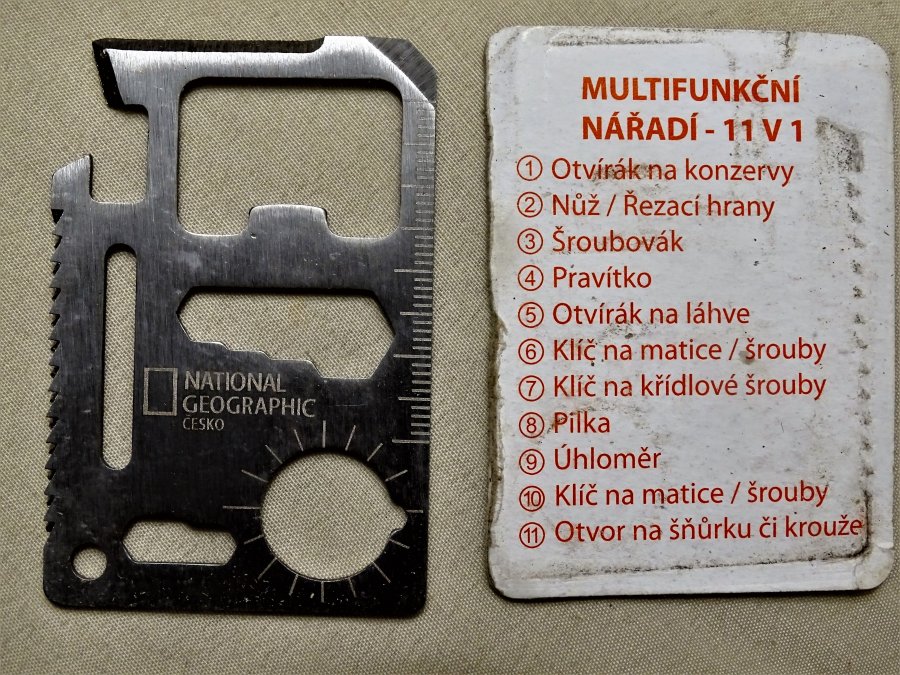 NATIONAL
GEOGRAPHIC
ČESKO
MULTIFUNKČNÍ
NÁŘADÍ - 11 V 1
1 Otvírák na konzervy
2 Nůž / Řezací hrany
3 Šroubovák
4 Pravítko
5 Otvírák na láhve
6 Klíč na matice / šrouby
7 Klíč na křídlové šrouby
8 Pilka
9 Úhloměr
10 Klíč na matice / šrouby
11 Otvor na šňůrku či krouže